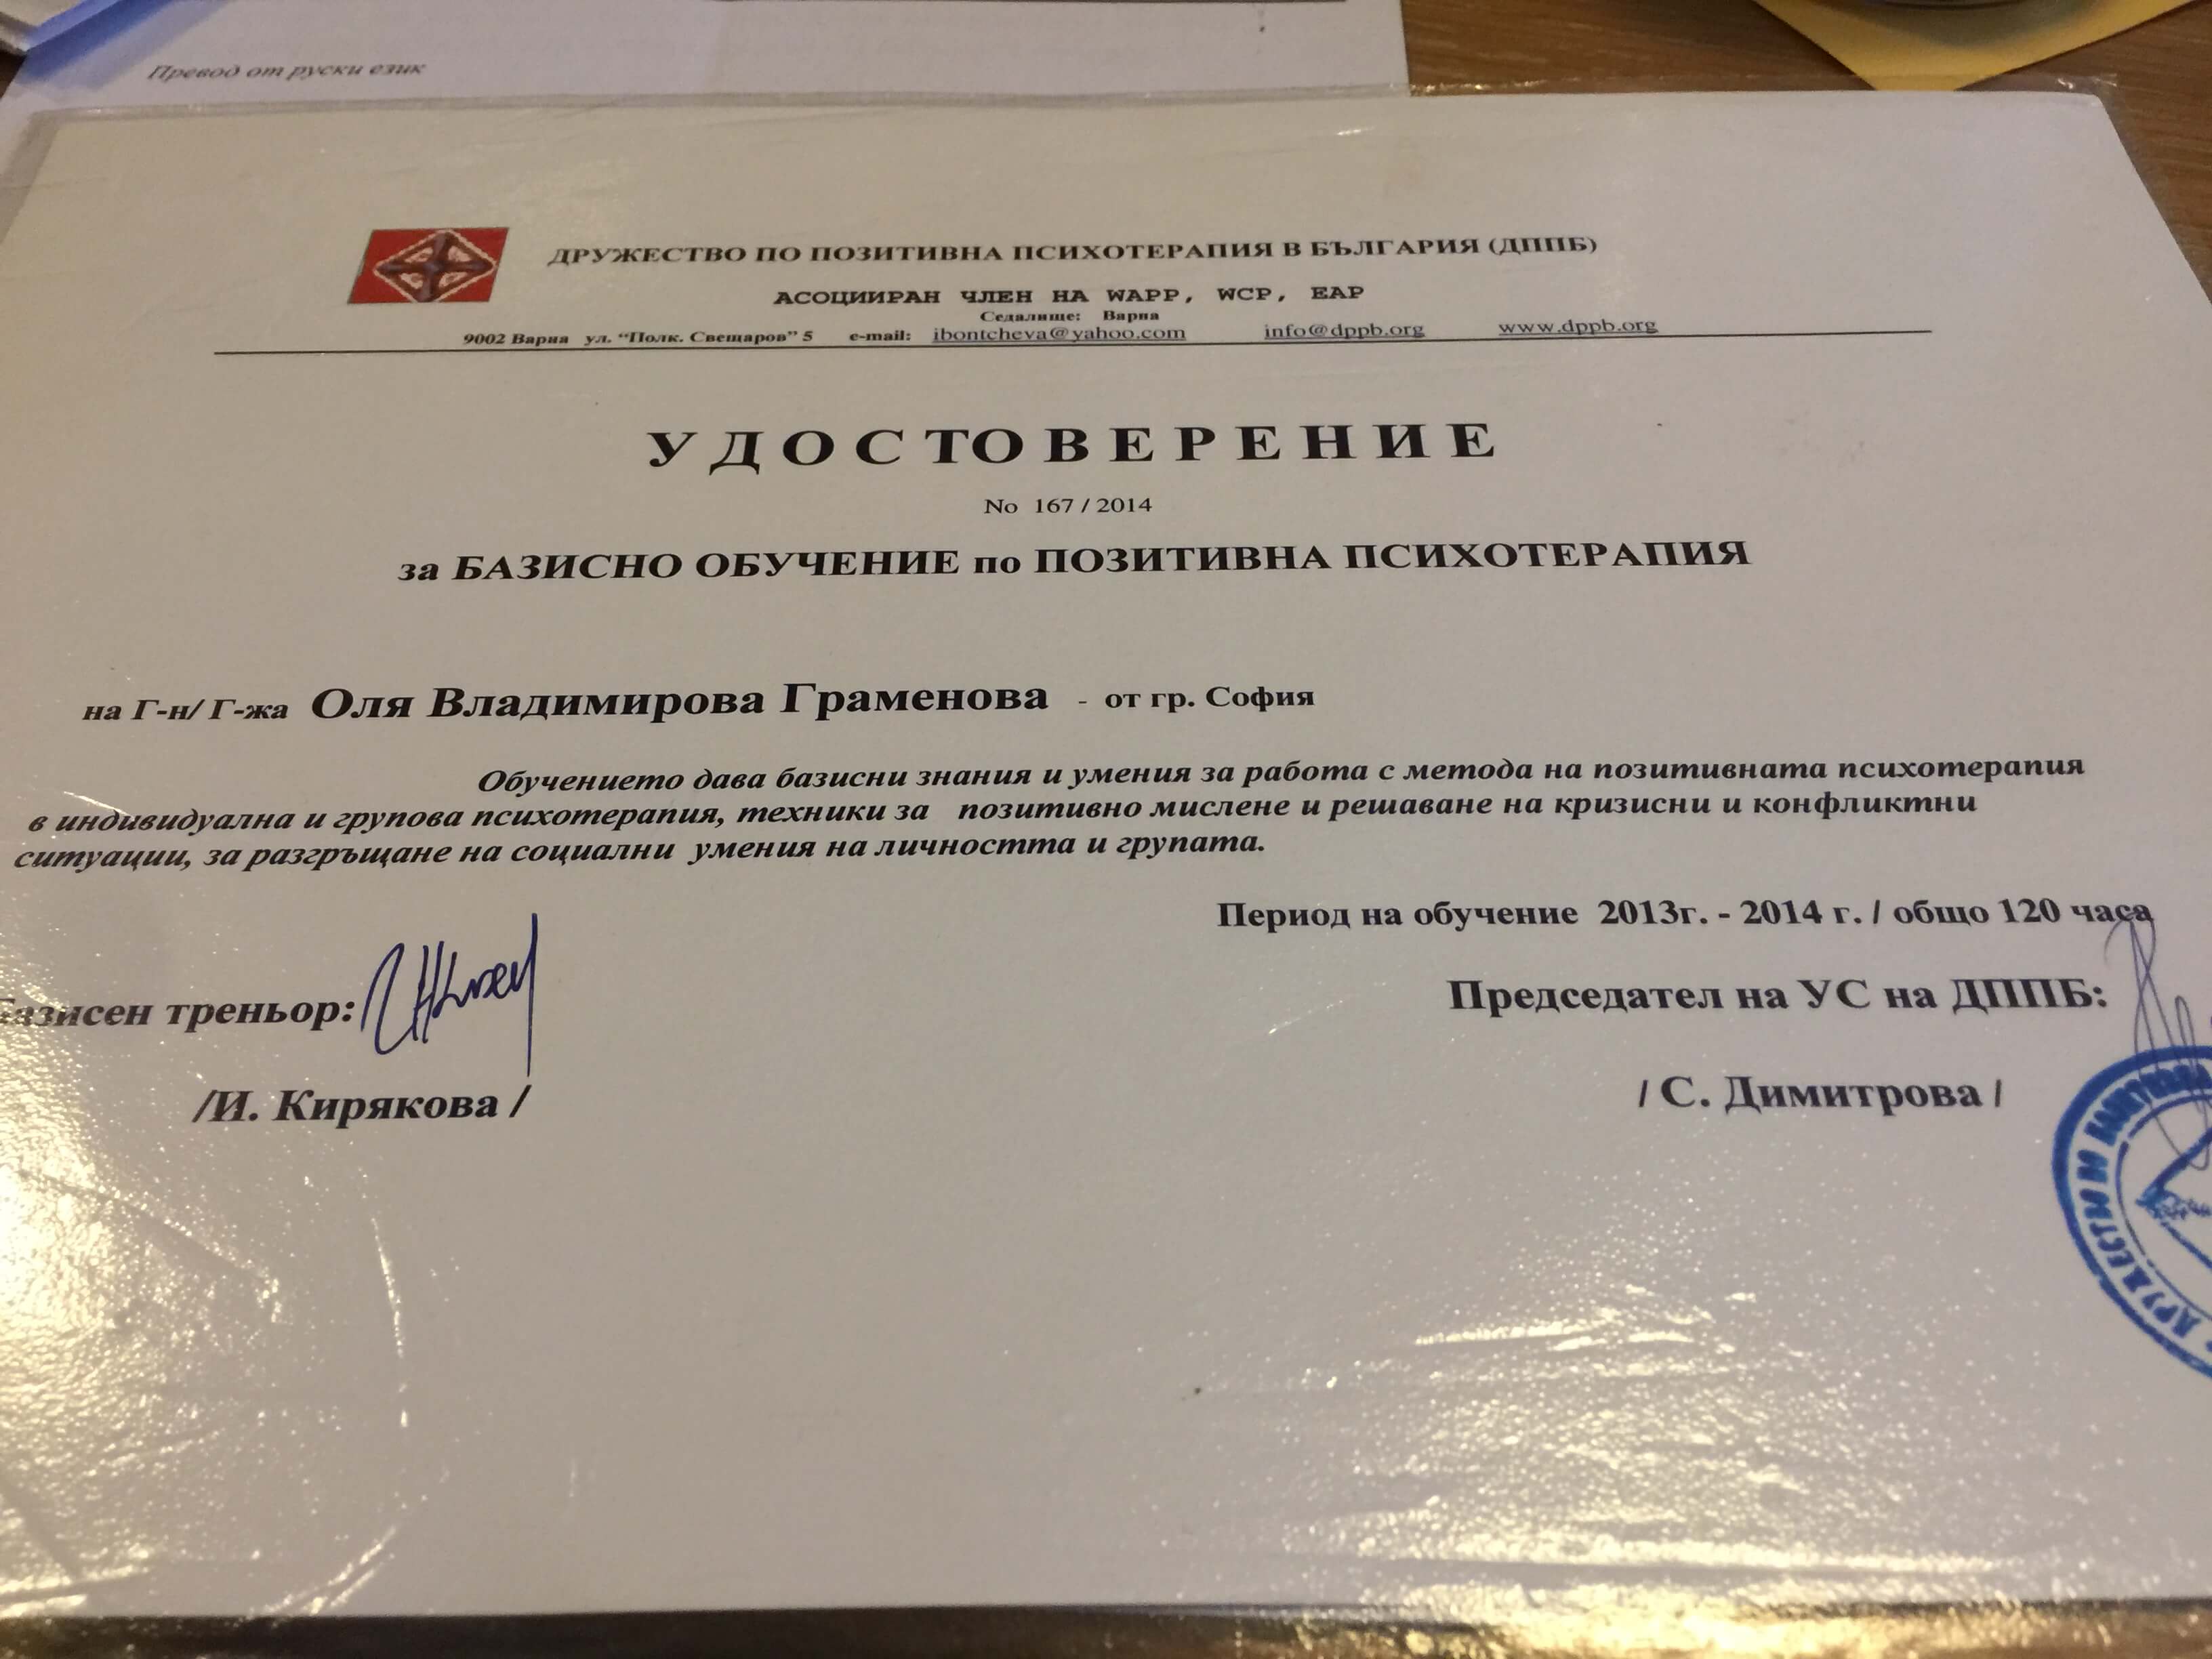 Превод от руски език
ДРУЖЕСТВО ПО ПОЗИТИВНА ПСИХОТЕРАПИЯ В БЪЛГАРИЯ (ДППБ)
АСОЦИИРАН ЧЛЕН НА WAPP, WCP, EAP
Седалище: Варна
9002 Варна ул. “Полк. Свещаров” 5 e-mail: ibontcheva@yahoo.com info@dppb.org www.dppb.org
УДОСТОВЕРЕНИЕ
No 167 / 2014
за БАЗИСНО ОБУЧЕНИЕ по ПОЗИТИВНА ПСИХОТЕРАПИЯ
на Г-н/ Г-жа Оля Владимирова Граменова - от гр. София
Обучението дава базисни знания и умения за работа с метода на позитивната психотерапия
в индивидуална и групова психотерапия, техники за позитивно мислене и решаване на кризисни и конфликтни
ситуации, за разгръщане на социални умения на личността и групата.
Период на обучение 2013г. - 2014 г. / общо 120 часа
Базисен треньор:
Председател на УС на ДППБ:
/И. Кирякова /
/ С. Димитрова /